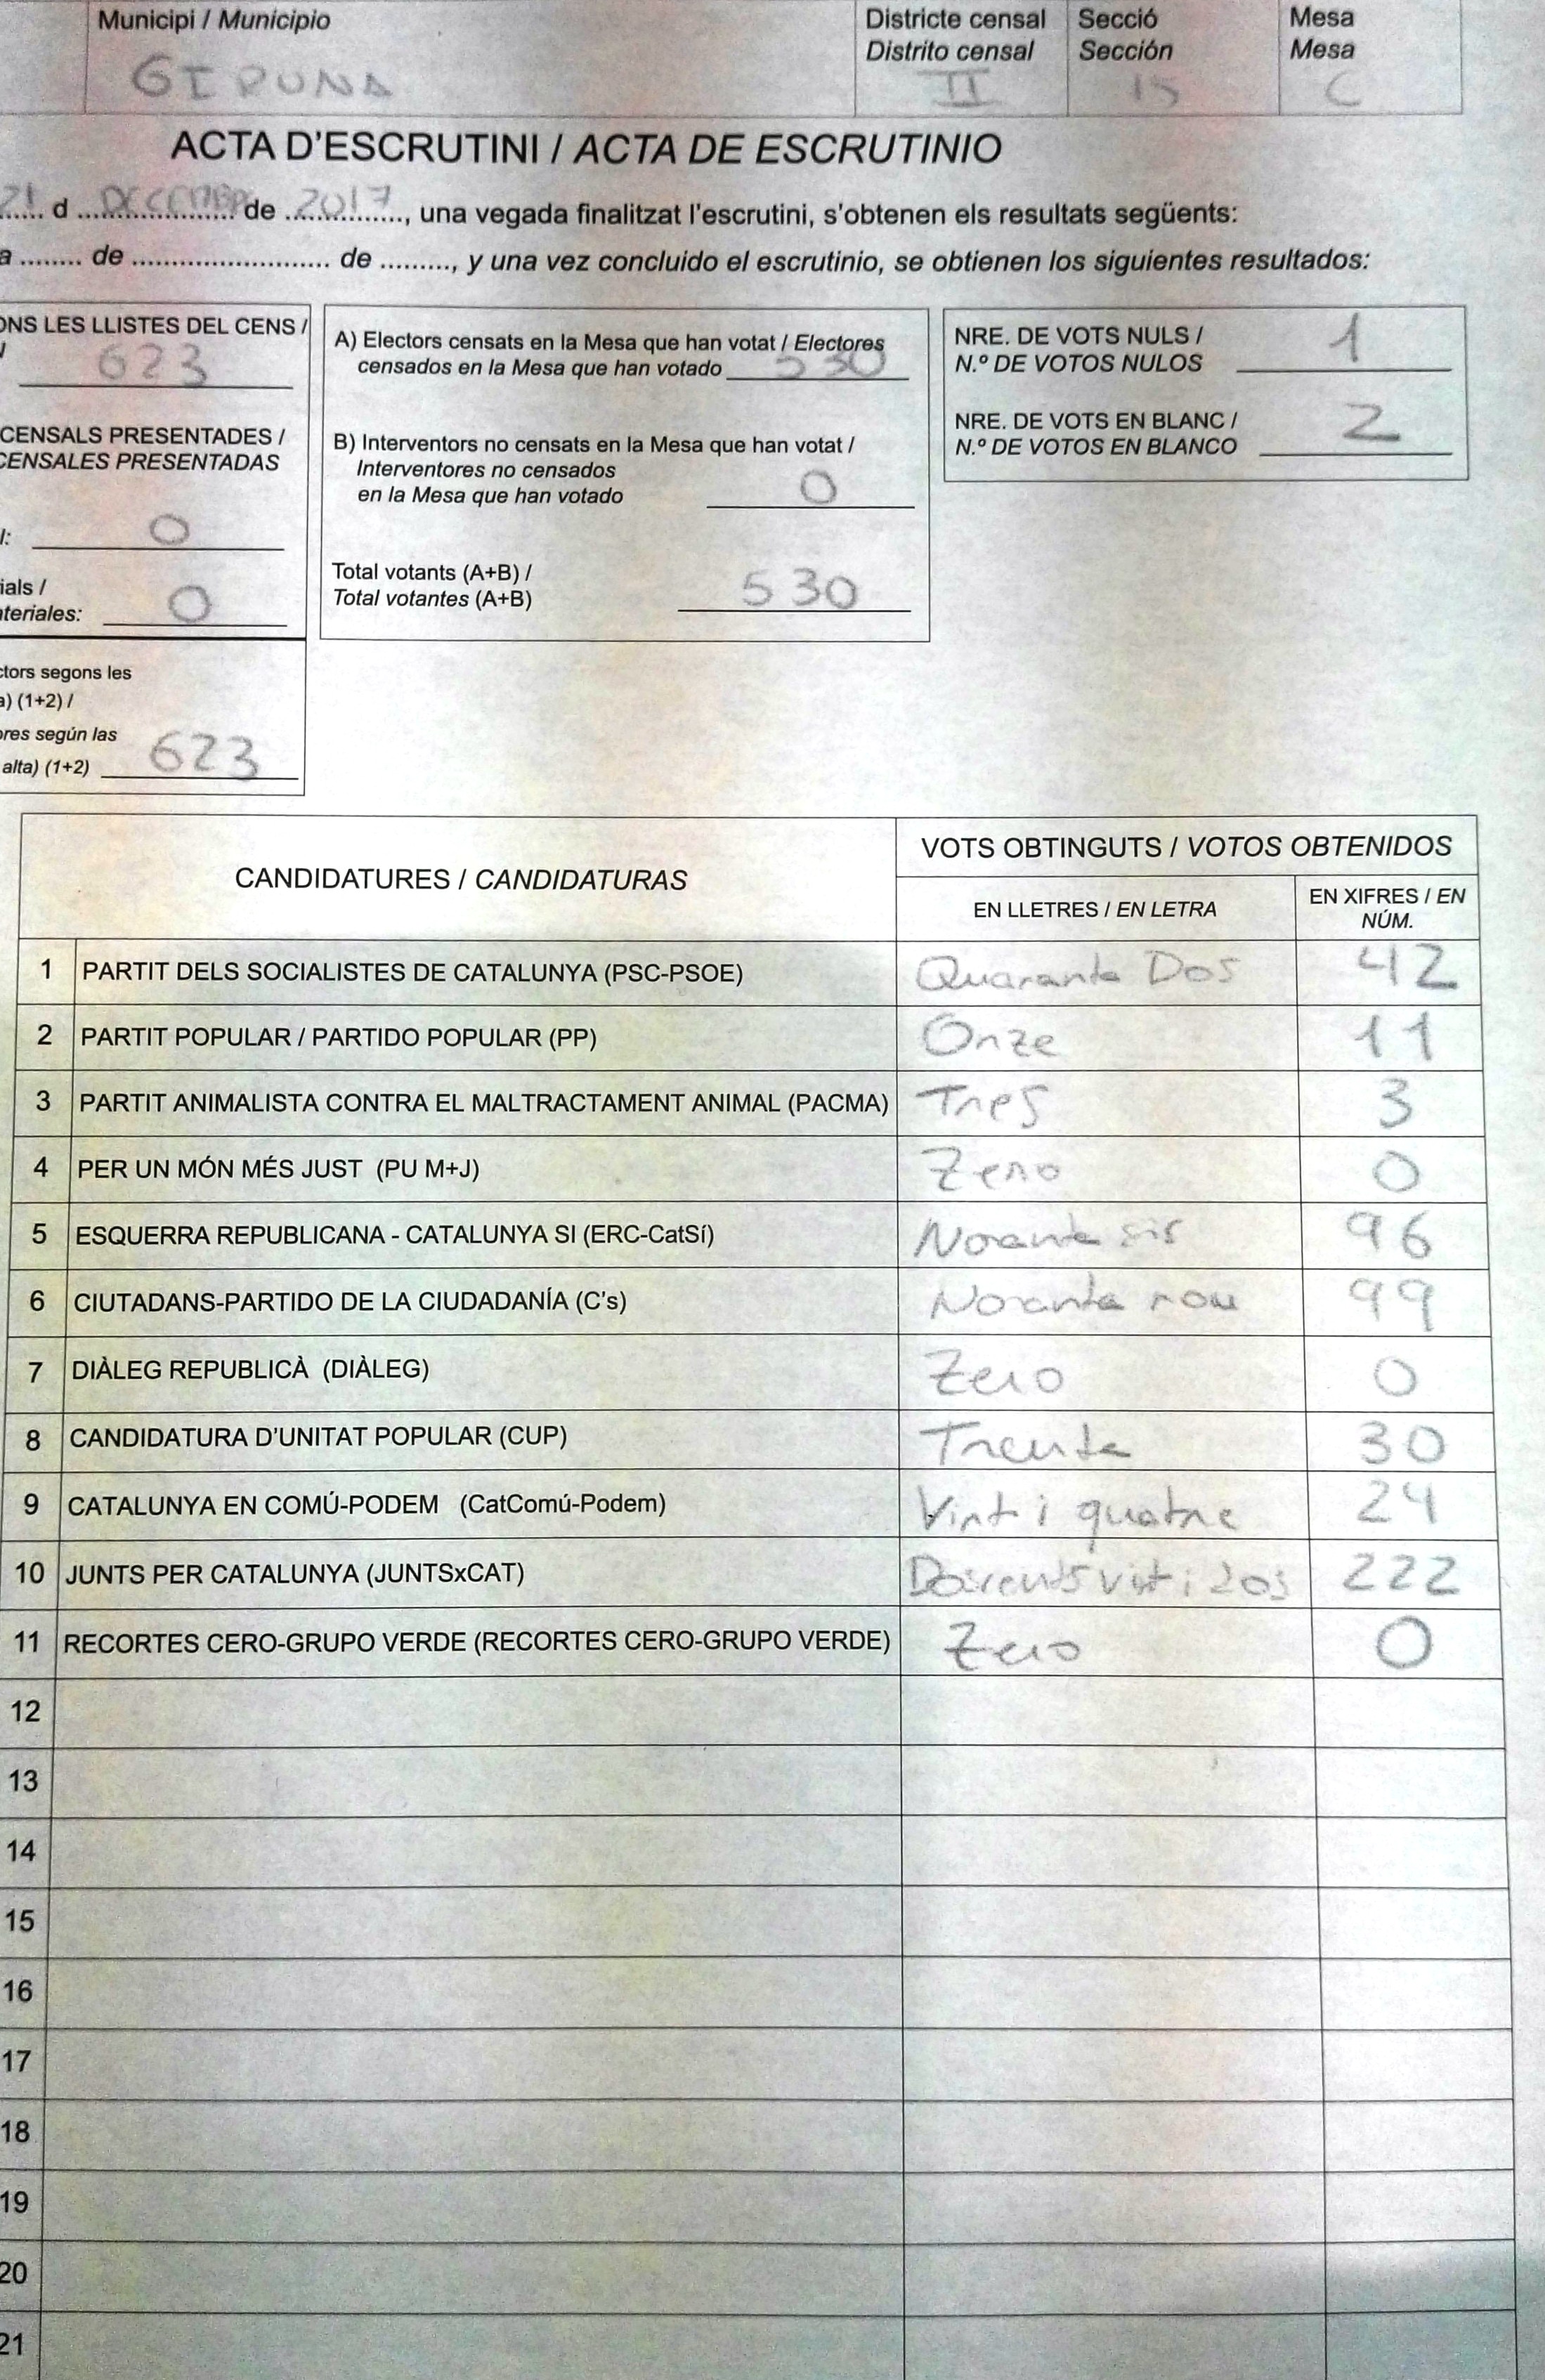 Municipi / Municipio
GIRONA
Districte censal
Distrito censal
II
Secció
Sección
15
Mesa
Mesa
C
ACTA D'ESCRUTINI / ACTA DE ESCRUTINIO
21 d DECEMBRE de 2017, una vegada finalitzat l'escrutini, s'obtenen els resultats següents:
a ........ de .......................... de .........., y una vez concluido el escrutinio, se obtienen los siguientes resultados:
ONS LES LLISTES DEL CENS /
623
CENSALS PRESENTADES /
CENSALES PRESENTADAS
l: 0
ials /
teriales: 0
ctors segons les
a) (1+2) /
ores según las
alta) (1+2) 623
A) Electors censats en la Mesa que han votat / Electores
censados en la Mesa que han votado 530
B) Interventors no censats en la Mesa que han votat /
Interventores no censados
en la Mesa que han votado 0
Total votants (A+B) /
Total votantes (A+B) 530
NRE. DE VOTS NULS /
N.º DE VOTOS NULOS 1
NRE. DE VOTS EN BLANC /
N.º DE VOTOS EN BLANCO 2
CANDIDATURES / CANDIDATURAS
VOTS OBTINGUTS / VOTOS OBTENIDOS
EN LLETRES / EN LETRA
EN XIFRES / EN
NÚM.
1 PARTIT DELS SOCIALISTES DE CATALUNYA (PSC-PSOE) Quaranta Dos 42
2 PARTIT POPULAR / PARTIDO POPULAR (PP) Onze 11
3 PARTIT ANIMALISTA CONTRA EL MALTRACTAMENT ANIMAL (PACMA) Tres 3
4 PER UN MÓN MÉS JUST (PU M+J) Zero 0
5 ESQUERRA REPUBLICANA - CATALUNYA SI (ERC-CatSí) Noranta sis 96
6 CIUTADANS-PARTIDO DE LA CIUDADANÍA (C's) Noranta nou 99
7 DIÀLEG REPUBLICÀ (DIÀLEG) Zero 0
8 CANDIDATURA D'UNITAT POPULAR (CUP) Trenta 30
9 CATALUNYA EN COMÚ-PODEM (CatComú-Podem) Vint i quatre 24
10 JUNTS PER CATALUNYA (JUNTSxCAT) Doscents vint i dos 222
11 RECORTES CERO-GRUPO VERDE (RECORTES CERO-GRUPO VERDE) Zero 0
12
13
14
15
16
17
18
19
20
21